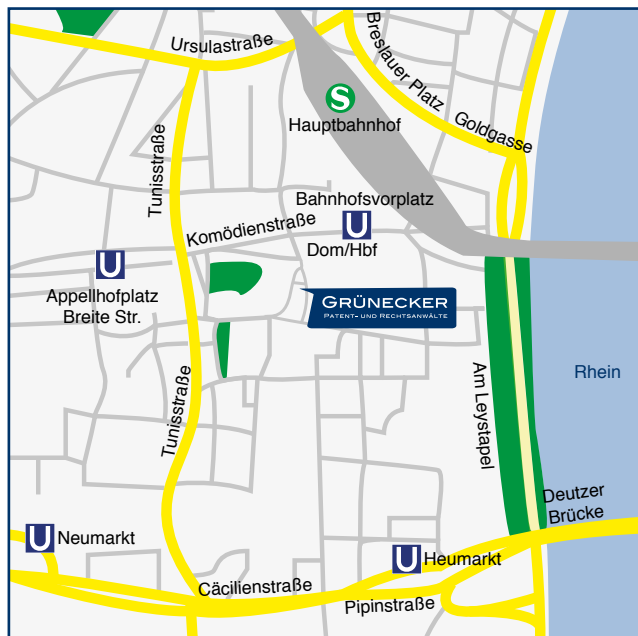 Ursulastraße
Breslauer Platz
Goldgasse
S
Hauptbahnhof
Tunisstraße
Bahnhofsvorplatz
Komödienstraße
U
Dom/Hbf
U
Appellhofplatz
Breite Str.
GRÜNECKER
PATENT- UND RECHTSANWÄLTE
Rhein
Tunisstraße
Am Leystapel
Deutzer
Brücke
U Neumarkt
U Heumarkt
Cäcilienstraße
Pipinstraße